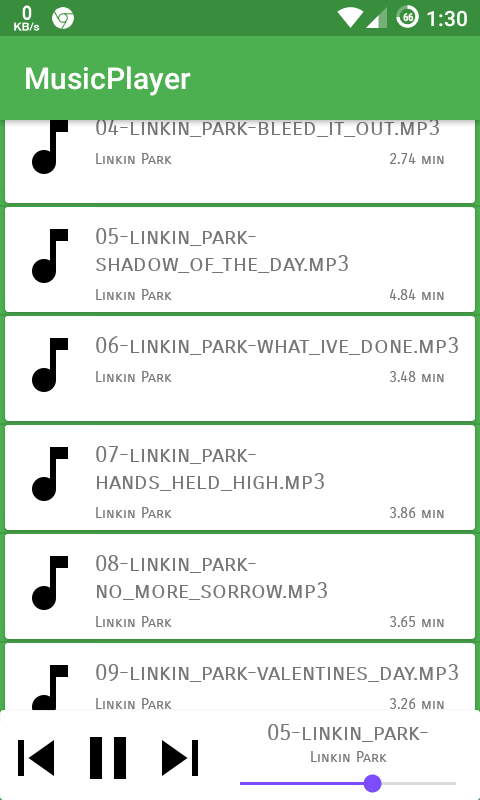 0
KB/s
66
1:30
MusicPlayer
04-LINKIN_PARK-BLEED_IT_OUT.MP3
Linkin Park 2.74 MIN
05-LINKIN_PARK-
SHADOW_OF_THE_DAY.MP3
Linkin Park 4.84 MIN
06-LINKIN_PARK-WHAT_IVE_DONE.MP3
Linkin Park 3.48 MIN
07-LINKIN_PARK-
HANDS_HELD_HIGH.MP3
Linkin Park 3.86 MIN
08-LINKIN_PARK-
NO_MORE_SORROW.MP3
Linkin Park 3.65 MIN
09-LINKIN_PARK-VALENTINES_DAY.MP3
Linkin Park 3.26 MIN
05-LINKIN_PARK-
Linkin Park